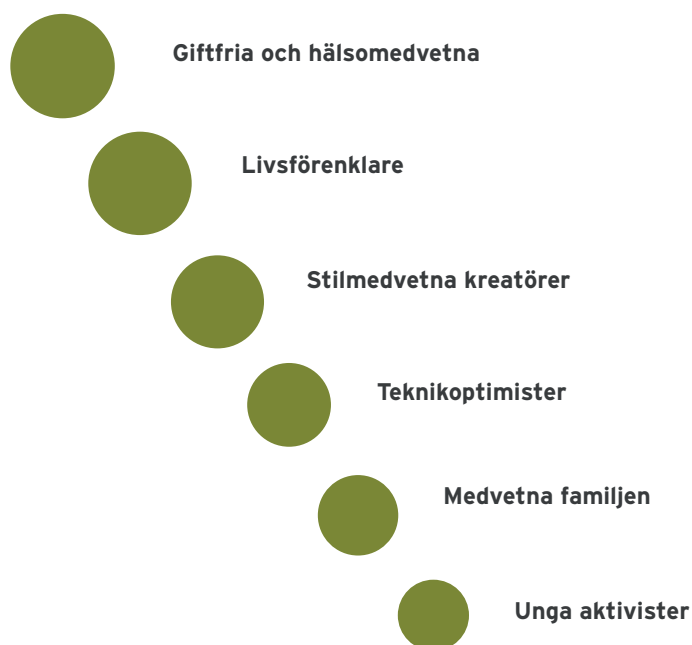 Giftfria och hälsomedvetna
Livsförenklare
Stilmedvetna kreatörer
Teknikoptimister
Medvetna familjen
Unga aktivister